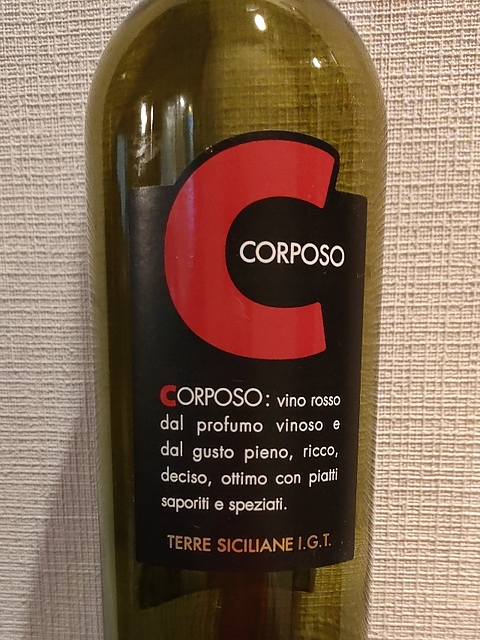 C
CORPOSO
CORPOSO: vino rosso
dal profumo vinoso e
dal gusto pieno, ricco,
deciso, ottimo con piatti
saporiti e speziati.
TERRE SICILIANE I.G.T.